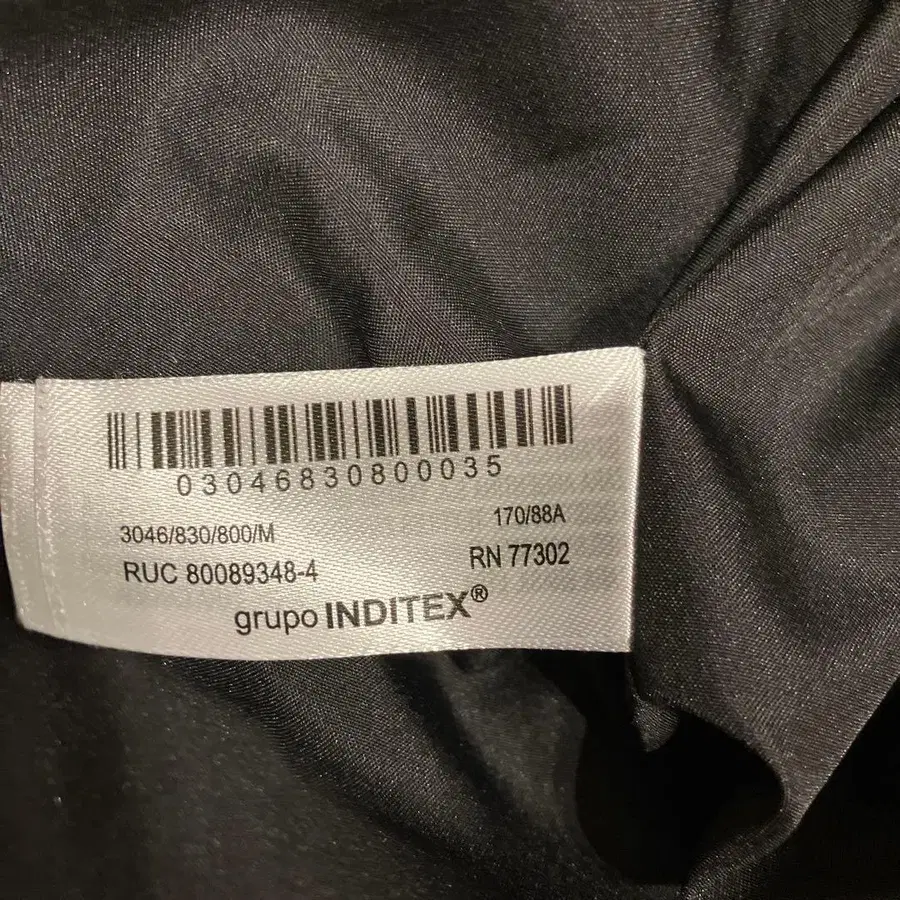 03046830800035
3046/830/800/M 170/88A
RUC 80089348-4 RN 77302
grupo INDITEX®